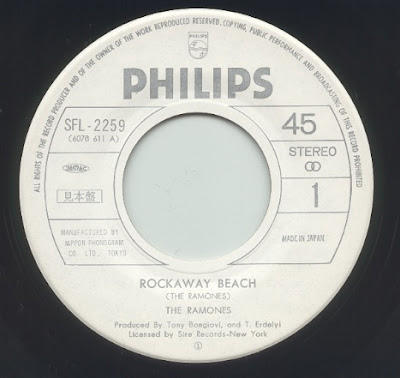 ALL RIGHTS OF THE RECORD PRODUCER AND OF THE OWNER OF THE WORK REPRODUCED RESERVED. COPYING, PUBLIC PERFORMANCE AND BROADCASTING OF THIS RECORD PROHIBITED
PHILIPS
PHILIPS
SFL-2259
(6078 611 A)
45
STEREO
1
見本盤
MANUFACTURED BY
NIPPON PHONOGRAM
CO. LTD., TOKYO
MADE IN JAPAN
ROCKAWAY BEACH
(THE RAMONES)
THE RAMONES
Produced By Tony Bongiovi, and T. Erdelyi
Licensed by Sire Records-New York